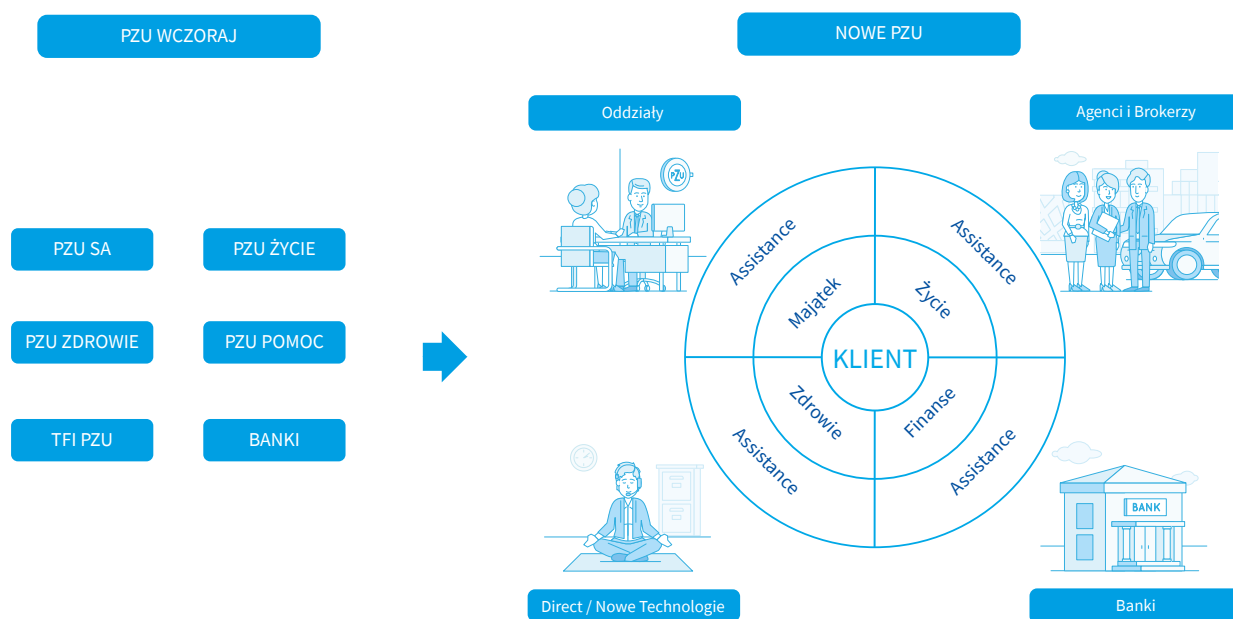 PZU WCZORAJ
NOWE PZU
Oddziały
Agenci i Brokerzy
PZU
PZU SA
PZU ŻYCIE
PZU ZDROWIE
PZU POMOC
TFI PZU
BANKI
Assistance
Assistance
Majątek
Życie
KLIENT
Zdrowie
Finanse
Assistance
Assistance
BANK
Direct / Nowe Technologie
Banki